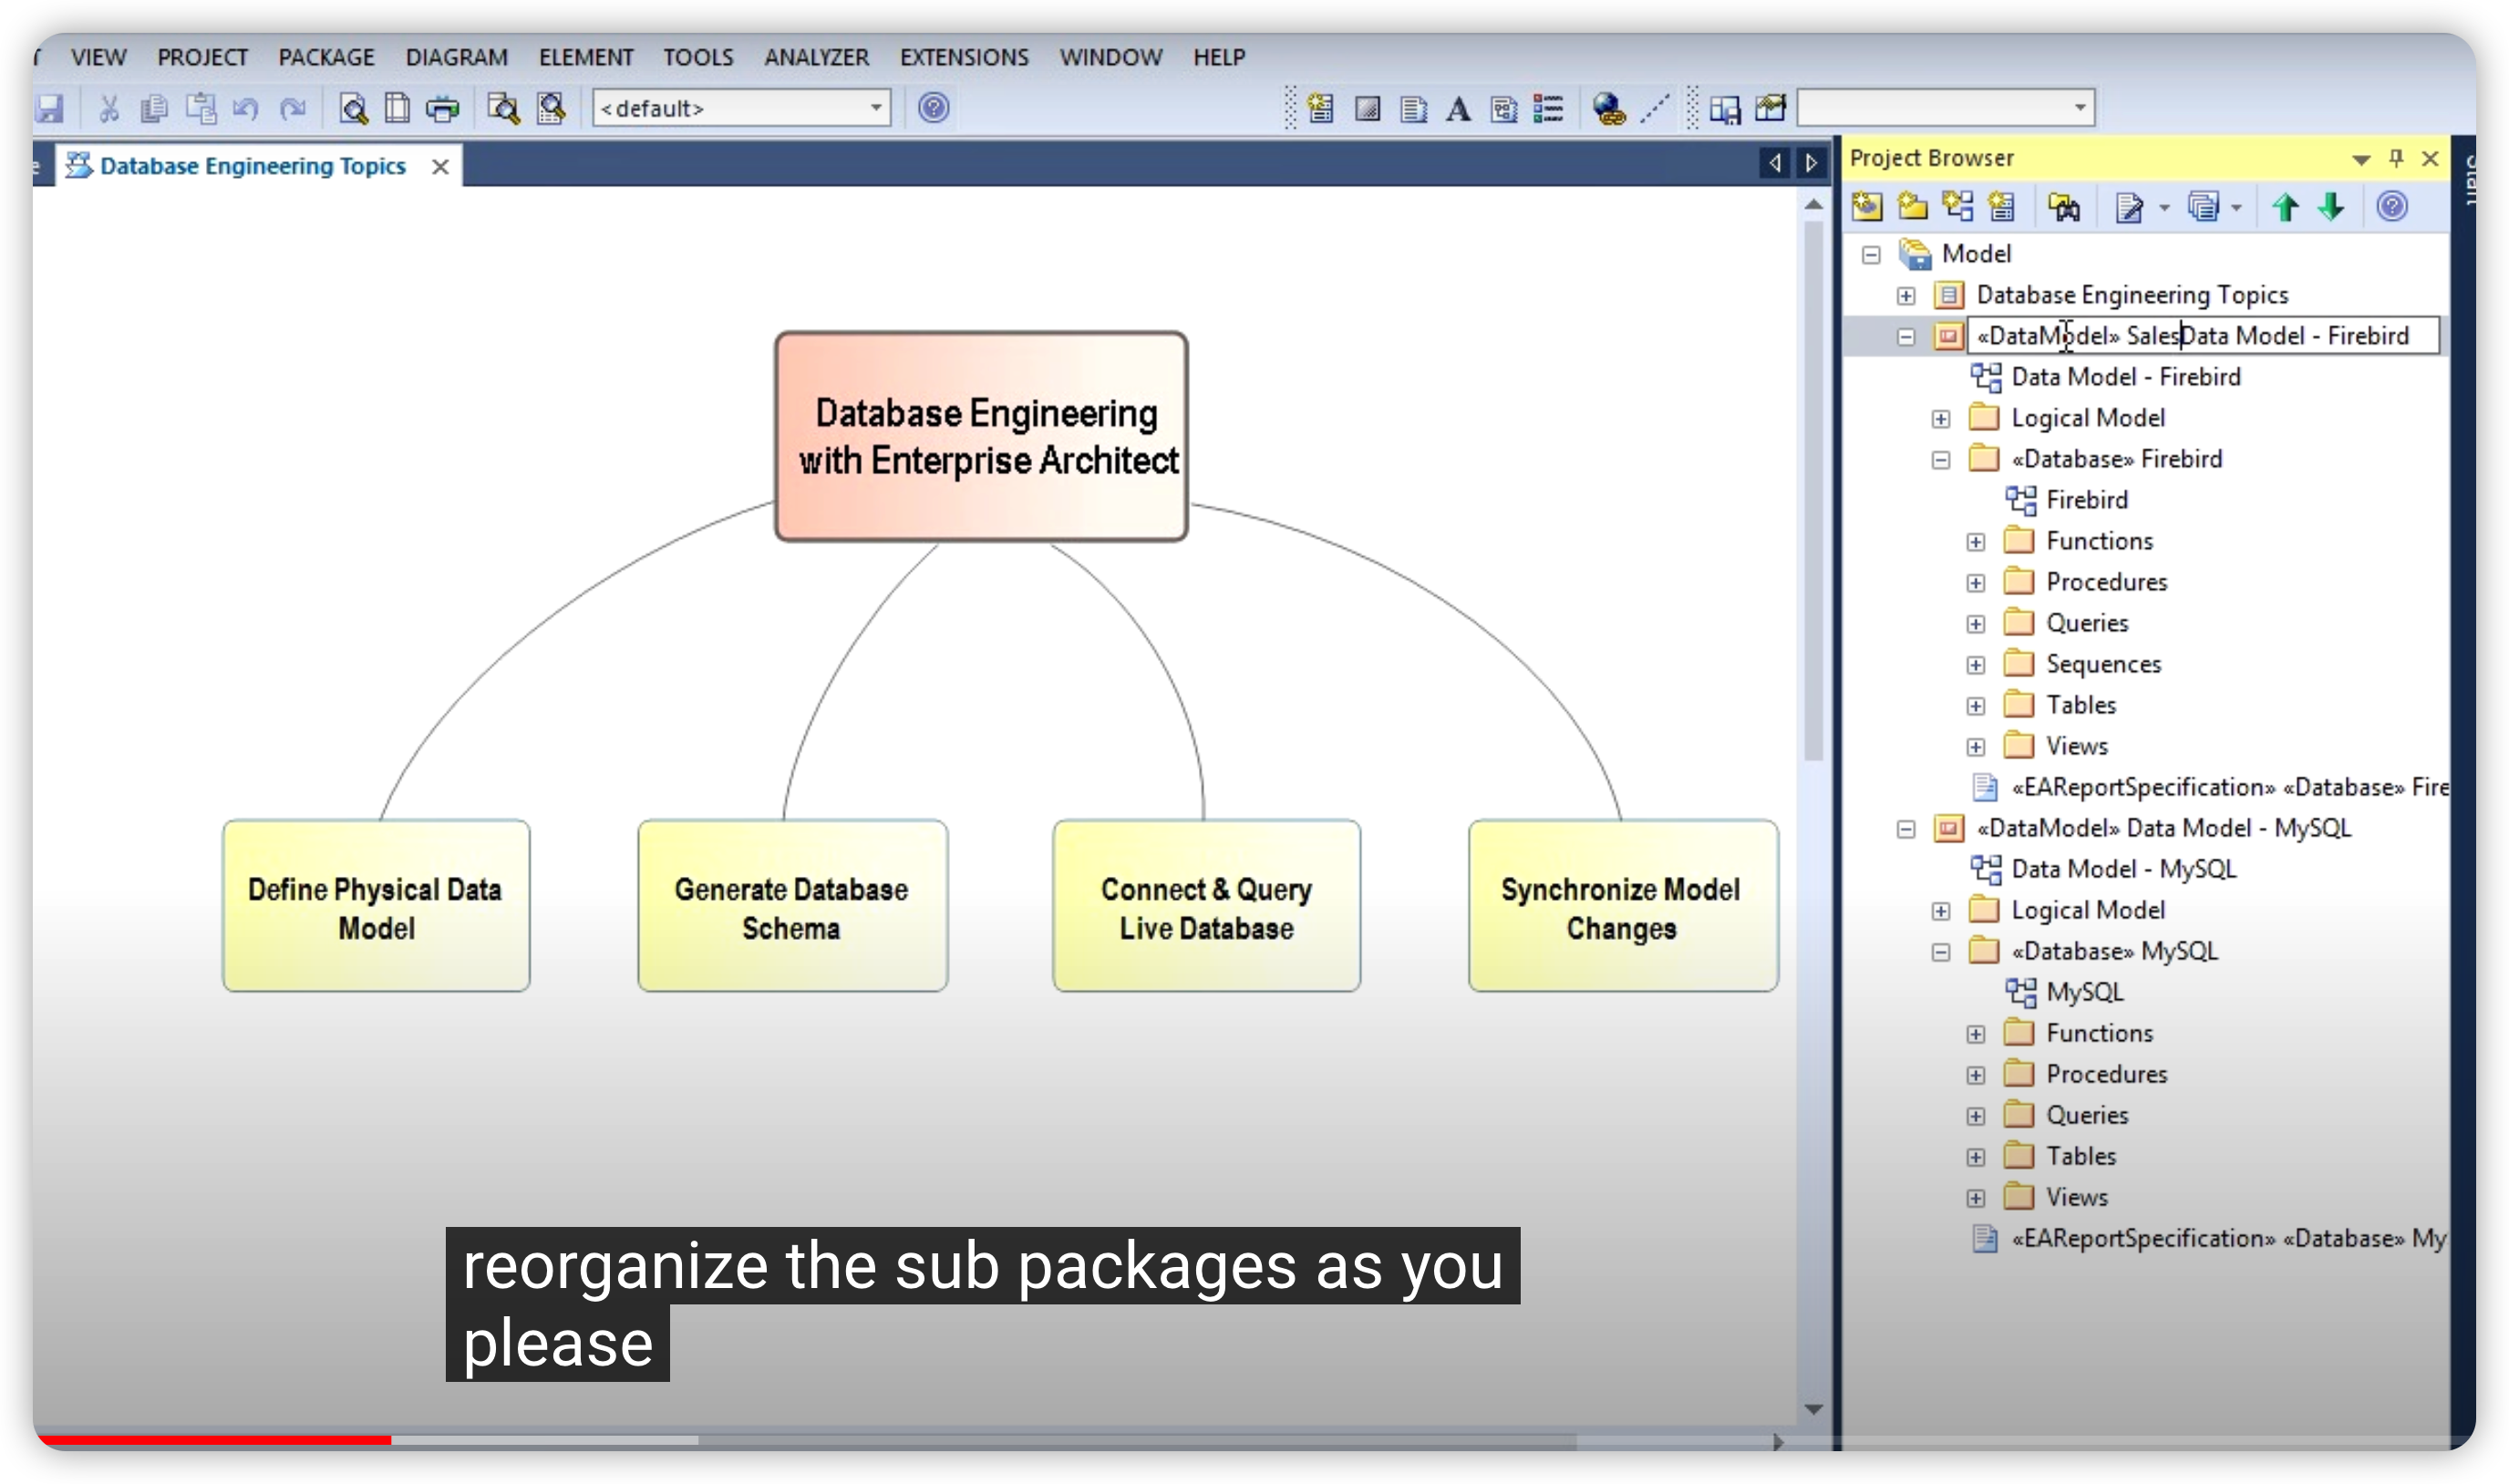 VIEW PROJECT PACKAGE DIAGRAM ELEMENT TOOLS ANALYZER EXTENSIONS WINDOW HELP
<default>
Database Engineering Topics
Database Engineering
with Enterprise Architect
Define Physical Data
Model
Generate Database
Schema
Connect & Query
Live Database
Synchronize Model
Changes
Project Browser
Model
Database Engineering Topics
«DataModel» SalesData Model - Firebird
Data Model - Firebird
Logical Model
«Database» Firebird
Firebird
Functions
Procedures
Queries
Sequences
Tables
Views
«EAReportSpecification» «Database» Fire
«DataModel» Data Model - MySQL
Data Model - MySQL
Logical Model
«Database» MySQL
MySQL
Functions
Procedures
Queries
Tables
Views
«EAReportSpecification» «Database» My
reorganize the sub packages as you
please